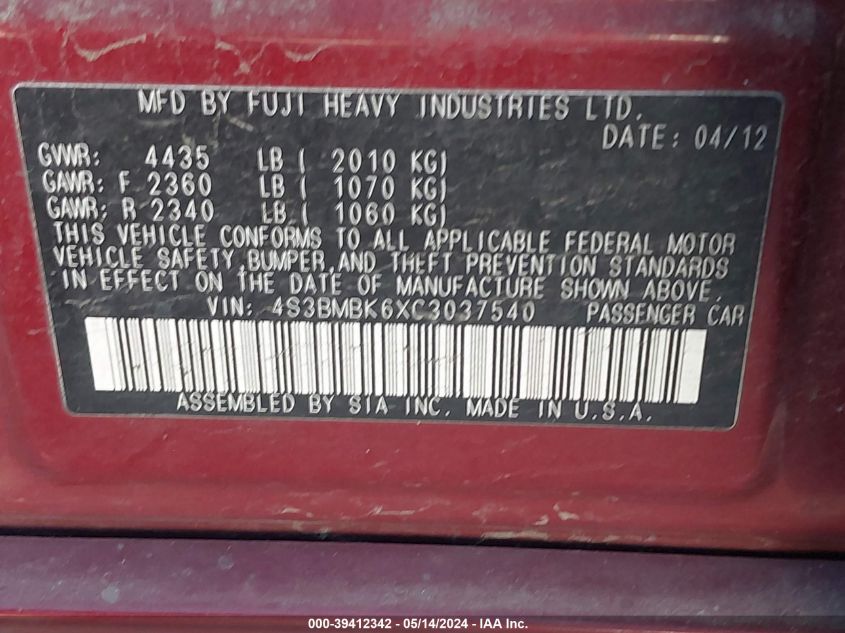 MFD BY FUJI HEAVY INDUSTRIES LTD.
DATE: 04/12
GVWR: 4435 LB ( 2010 KG)
GAWR: F 2360 LB ( 1070 KG)
GAWR: R 2340 LB ( 1060 KG)
THIS VEHICLE CONFORMS TO ALL APPLICABLE FEDERAL MOTOR
VEHICLE SAFETY, BUMPER, AND THEFT PREVENTION STANDARDS
IN EFFECT ON THE DATE OF MANUFACTURE SHOWN ABOVE.
VIN: 4S3BMBK6XC3037540 PASSENGER CAR
ASSEMBLED BY SIA INC. MADE IN U.S.A.
000-39412342 - 05/14/2024 - IAA Inc.